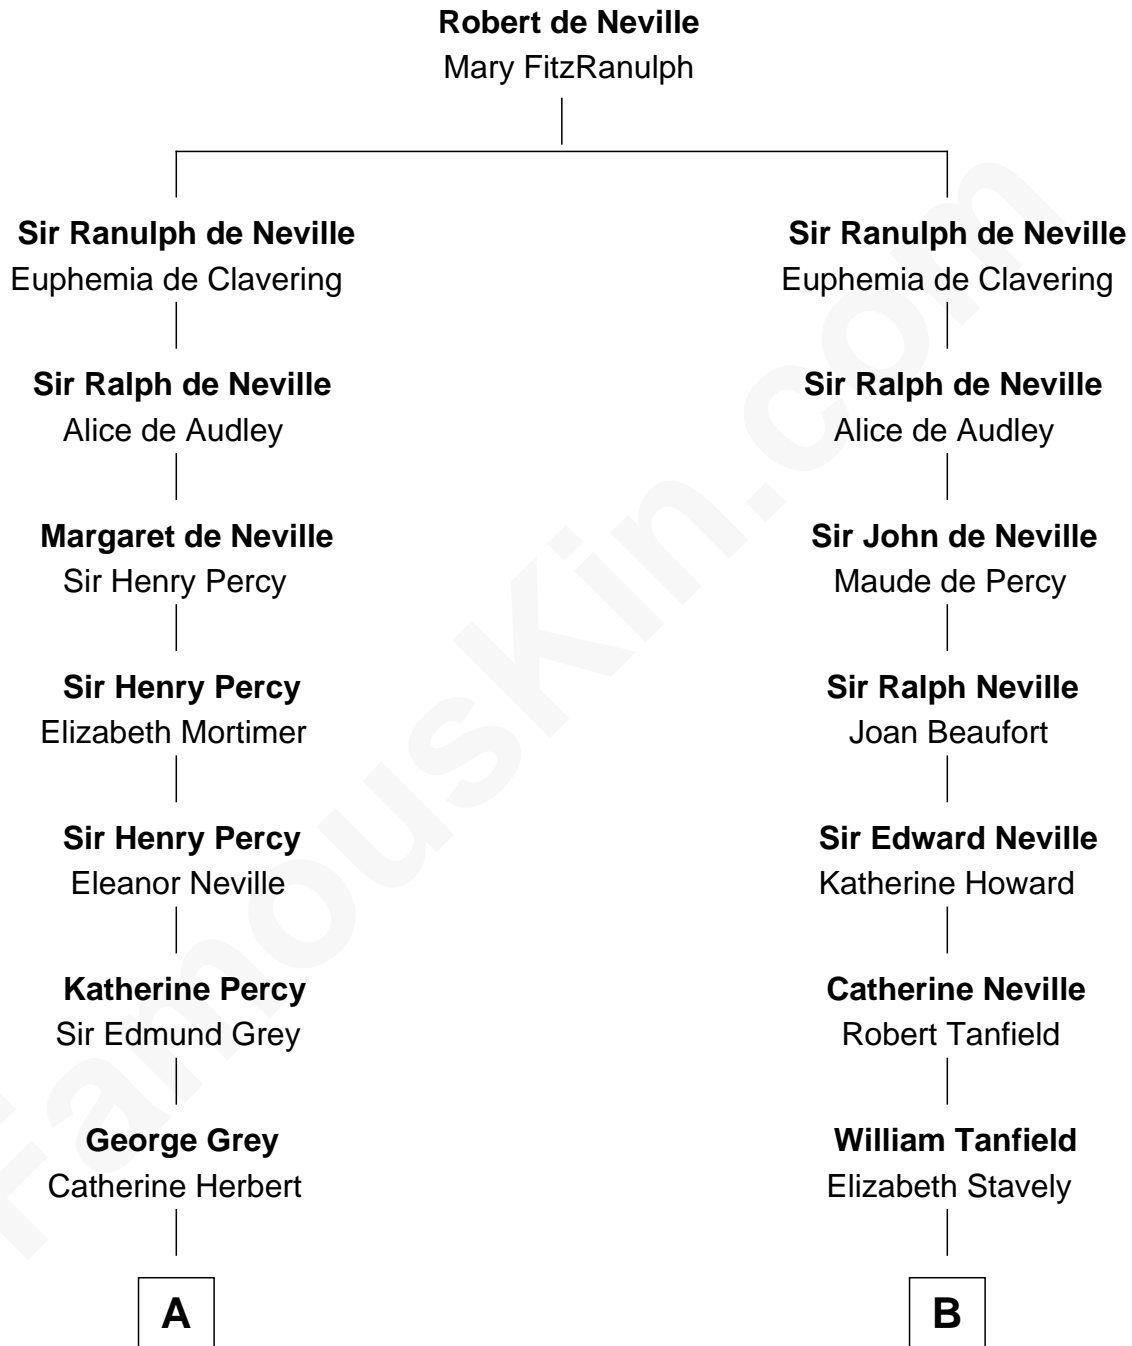 Robert de Neville
Mary FitzRanulph
Sir Ranulph de Neville
Euphemia de Clavering
Sir Ranulph de Neville
Euphemia de Clavering
Sir Ralph de Neville
Alice de Audley
Sir Ralph de Neville
Alice de Audley
Margaret de Neville
Sir Henry Percy
Sir John de Neville
Maude de Percy
Sir Henry Percy
Elizabeth Mortimer
Sir Ralph Neville
Joan Beaufort
Sir Henry Percy
Eleanor Neville
Sir Edward Neville
Katherine Howard
Katherine Percy
Sir Edmund Grey
Catherine Neville
Robert Tanfield
George Grey
Catherine Herbert
William Tanfield
Elizabeth Stavely
A
B
FamousKin.com